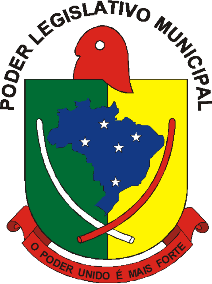 PODER LEGISLATIVO MUNICIPAL
O PODER UNIDO É MAIS FORTE